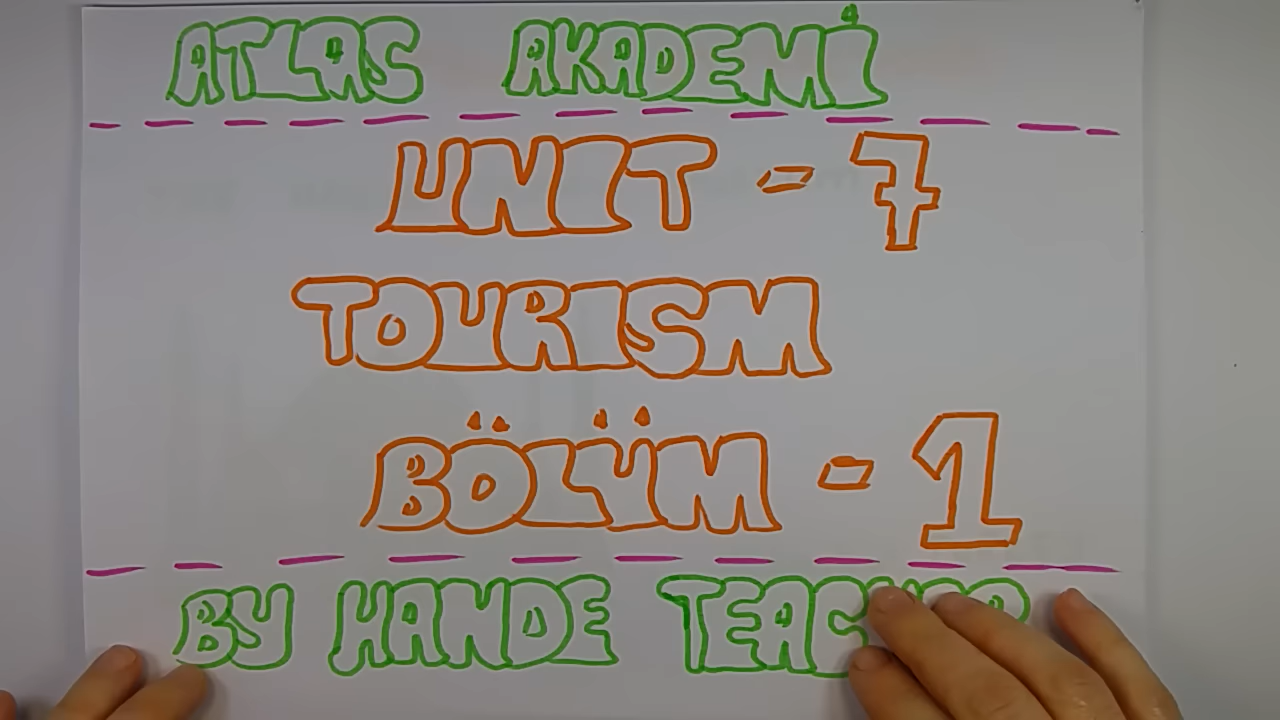 ATLAS AKADEMİ
UNIT - 7
TOURISM
BÖLÜM - 1
BY HANDE